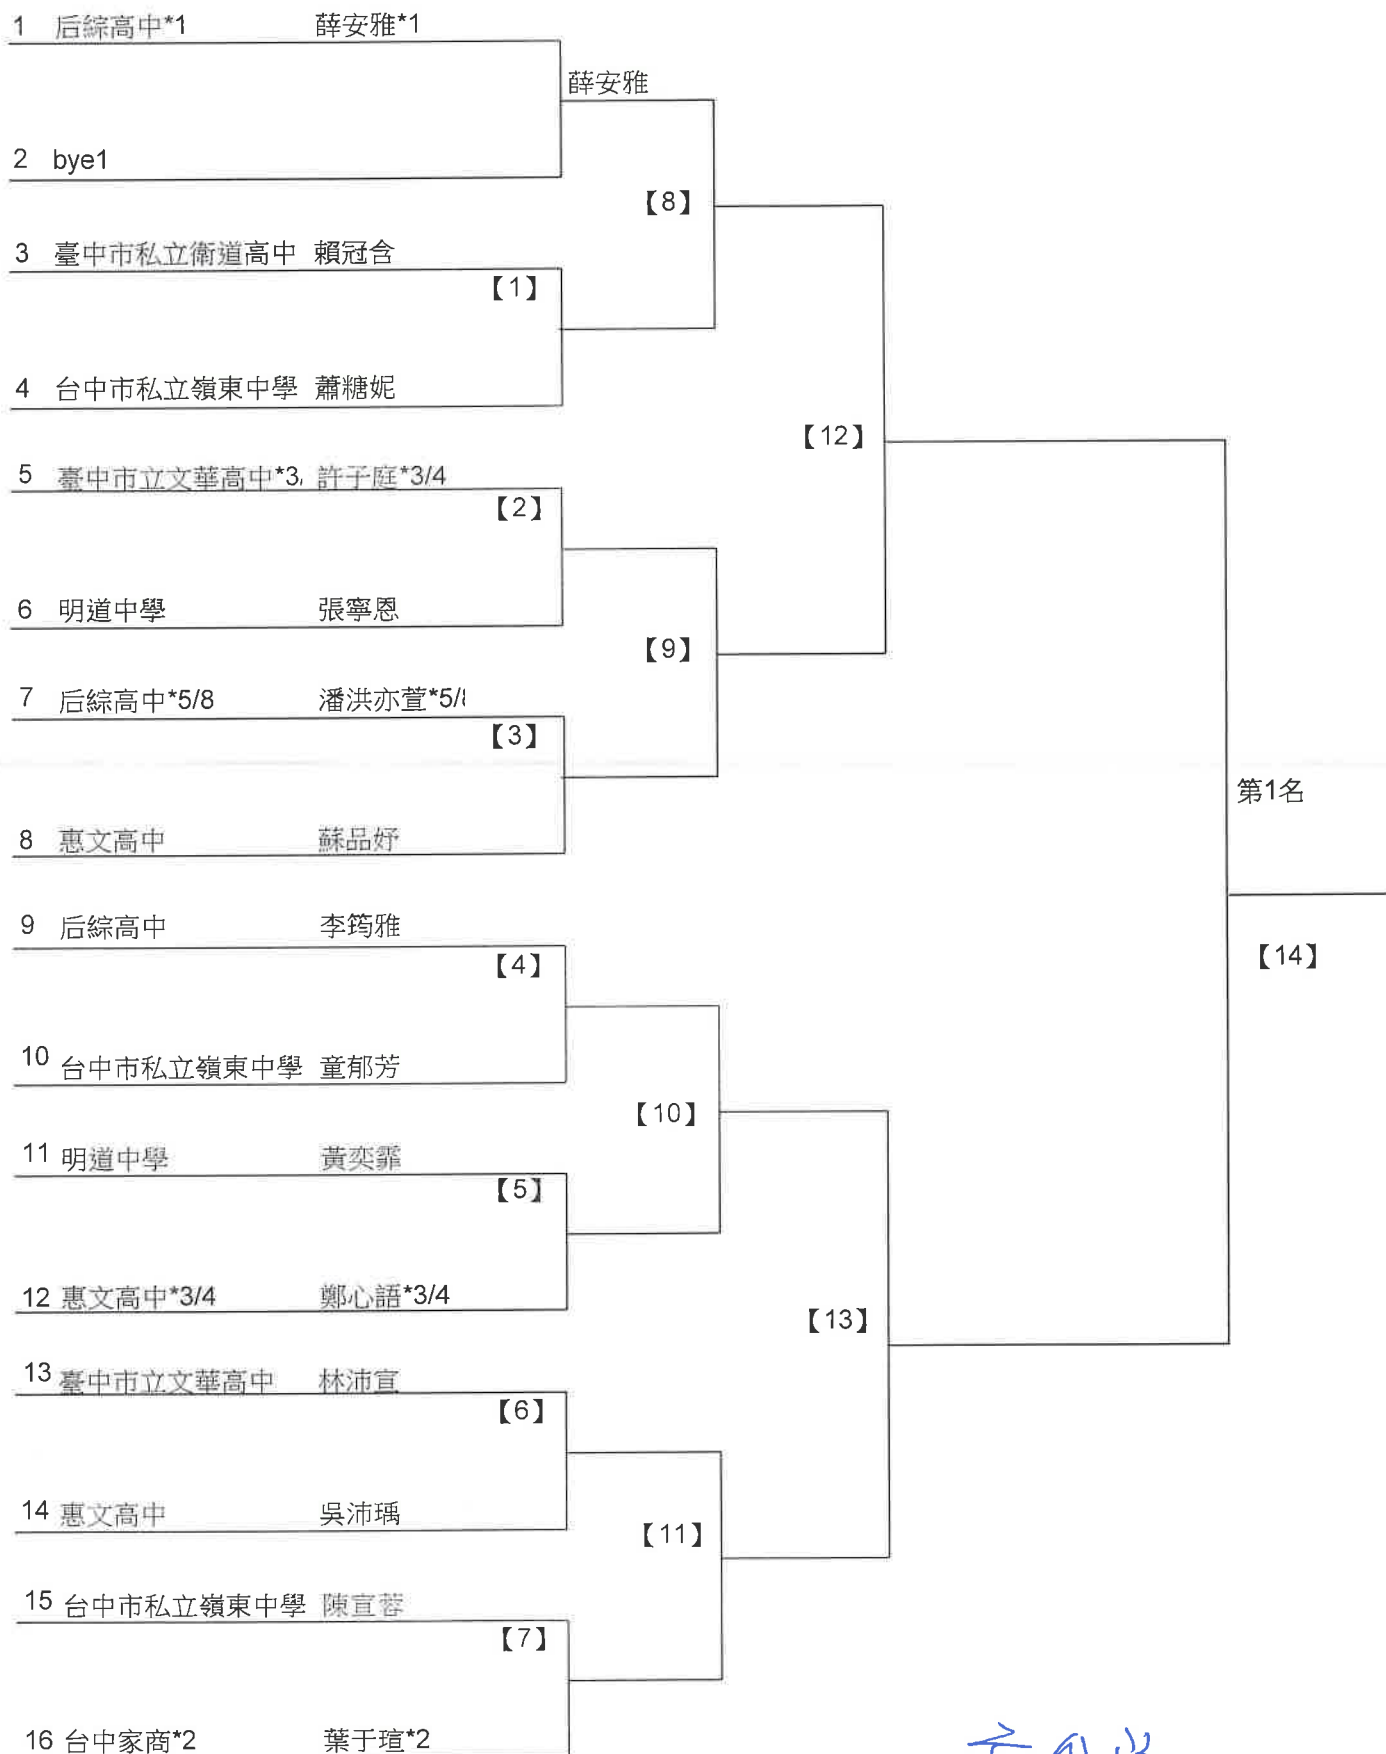 1 后綜高中*1 薛安雅*1
薛安雅
2 bye1
【8】
3 臺中市私立衛道高中 賴冠含
【1】
4 台中市私立嶺東中學 蕭糖妮
【12】
5 臺中市立文華高中*3 許子庭*3/4
【2】
6 明道中學 張寧恩
【9】
7 后綜高中*5/8 潘洪亦萱*5/
【3】
第1名
8 惠文高中 蘇品妤
9 后綜高中 李筠雅
【4】
【14】
10 台中市私立嶺東中學 童郁芳
【10】
11 明道中學 黃奕霏
【5】
12 惠文高中*3/4 鄭心語*3/4
【13】
13 臺中市立文華高中 林沛宣
【6】
14 惠文高中 吳沛瑀
【11】
15 台中市私立嶺東中學 陳宣蓉
【7】
16 台中家商*2 葉于瑄*2